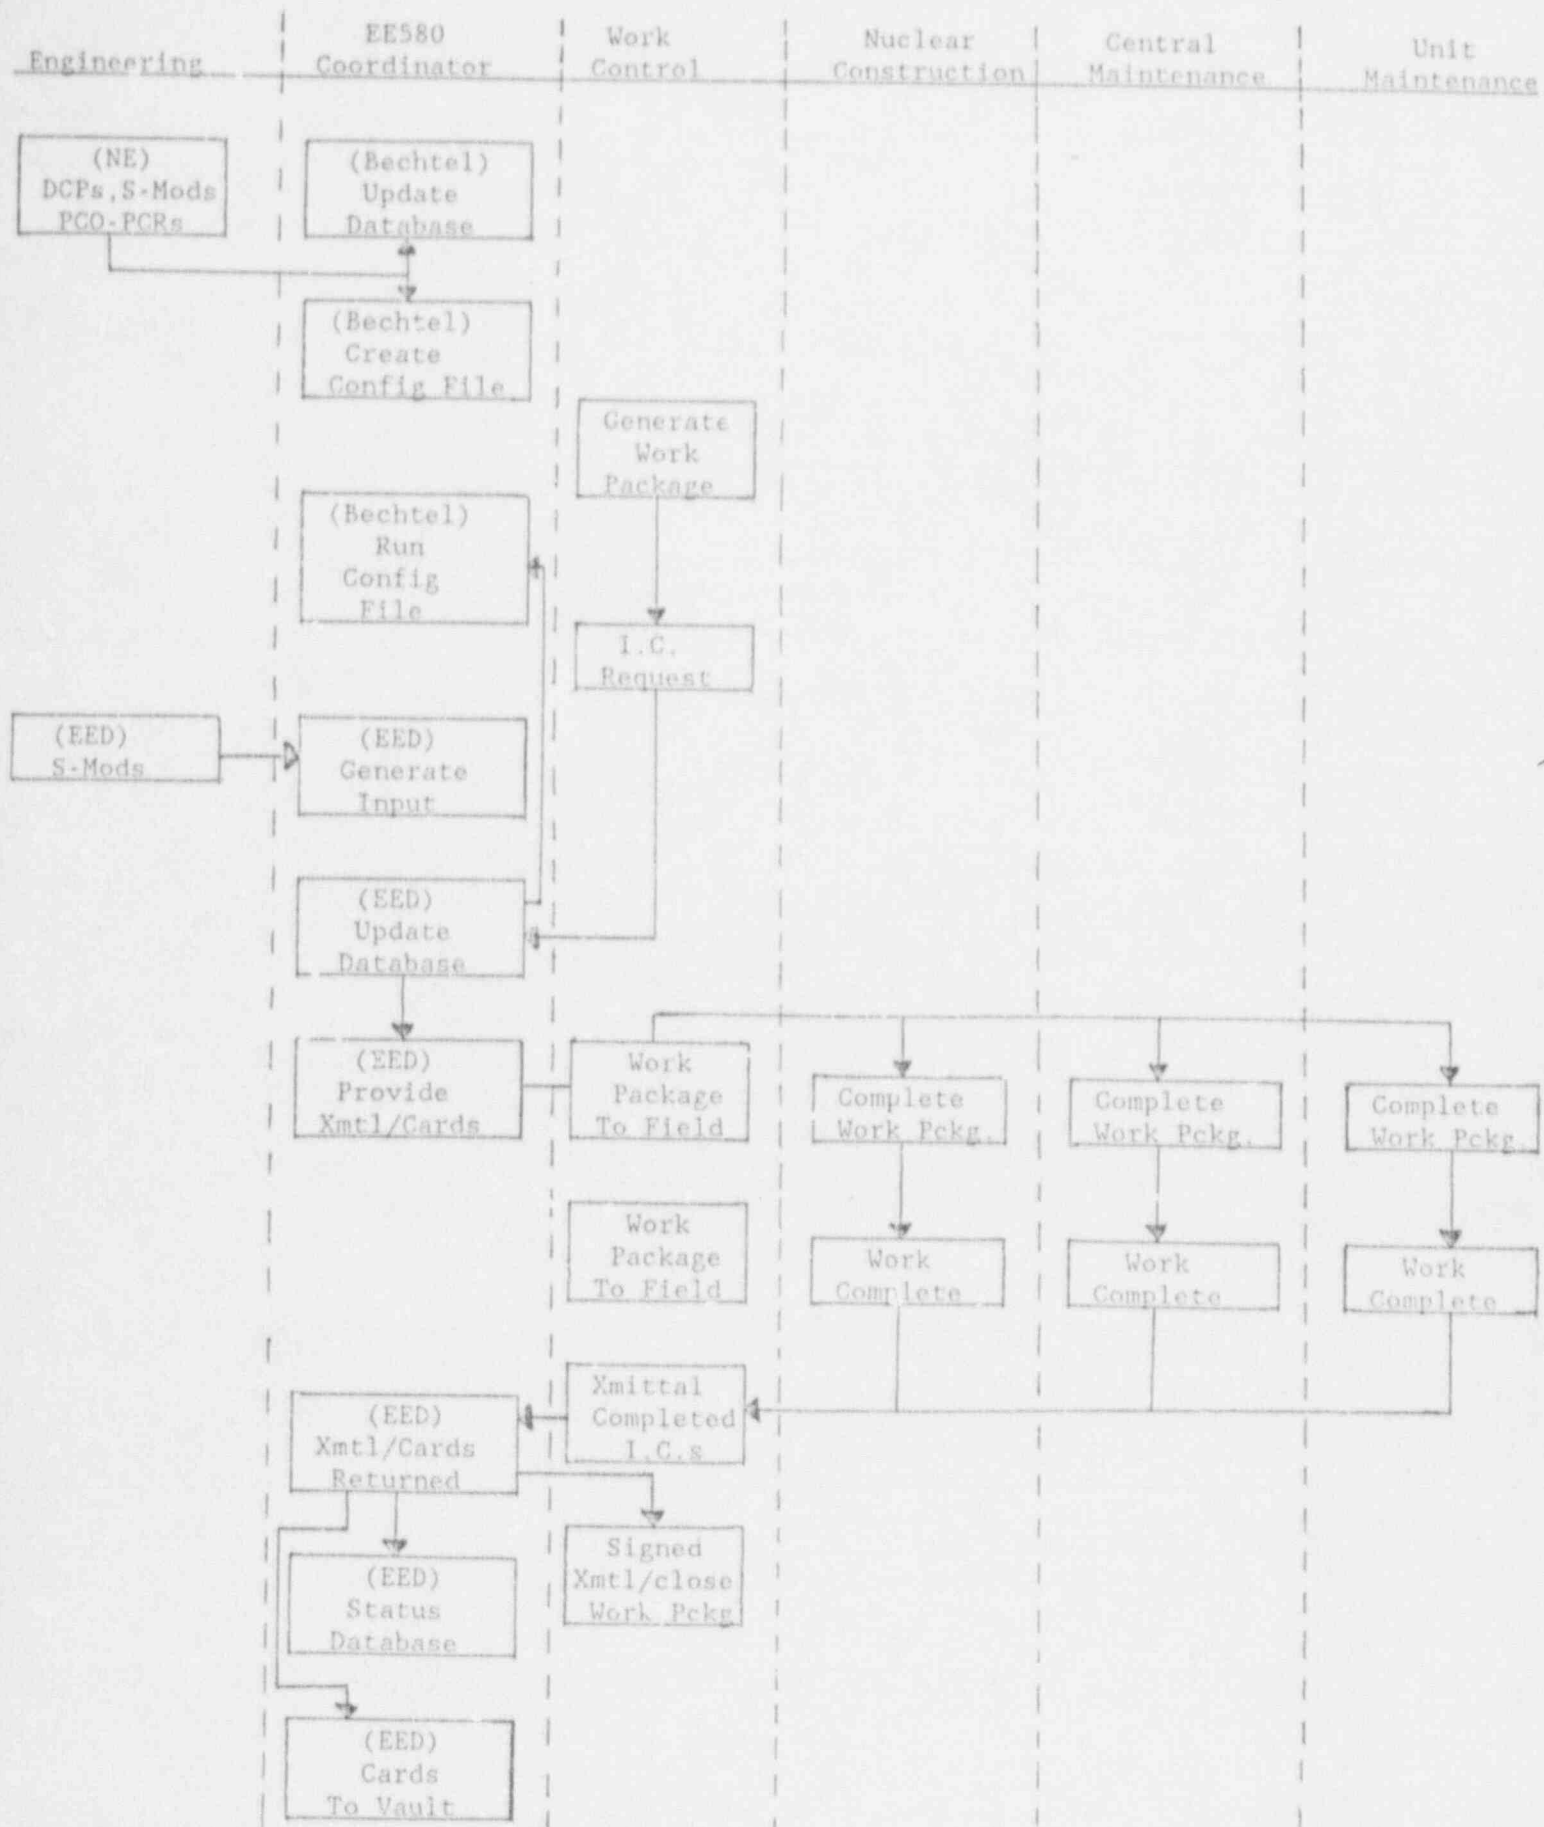 Engineering
EE580
Coordinator
Work
Control
Nuclear
Construction
Central
Maintenance
Unit
Maintenance
(NE)
DCPs,S-Mods
PCO-PCRs
(Bechtel)
Update
Database
(Bechtel)
Create
Config File
Generate
Work
Package
(Bechtel)
Run
Config
File
I.C.
Request
(EED)
S-Mods
(EED)
Generate
Input
(EED)
Update
Database
(EED)
Provide
Xmtl/Cards
Work
Package
To Field
Complete
Work Pckg.
Complete
Work Pckg.
Complete
Work Pckg.
Work
Package
To Field
Work
Complete
Work
Complete
Work
Complete
Xmittal
Completed
I.C.s
(EED)
Xmtl/Cards
Returned
Signed
Xmtl/close
Work Pckg
(EED)
Status
Database
(EED)
Cards
To Vault